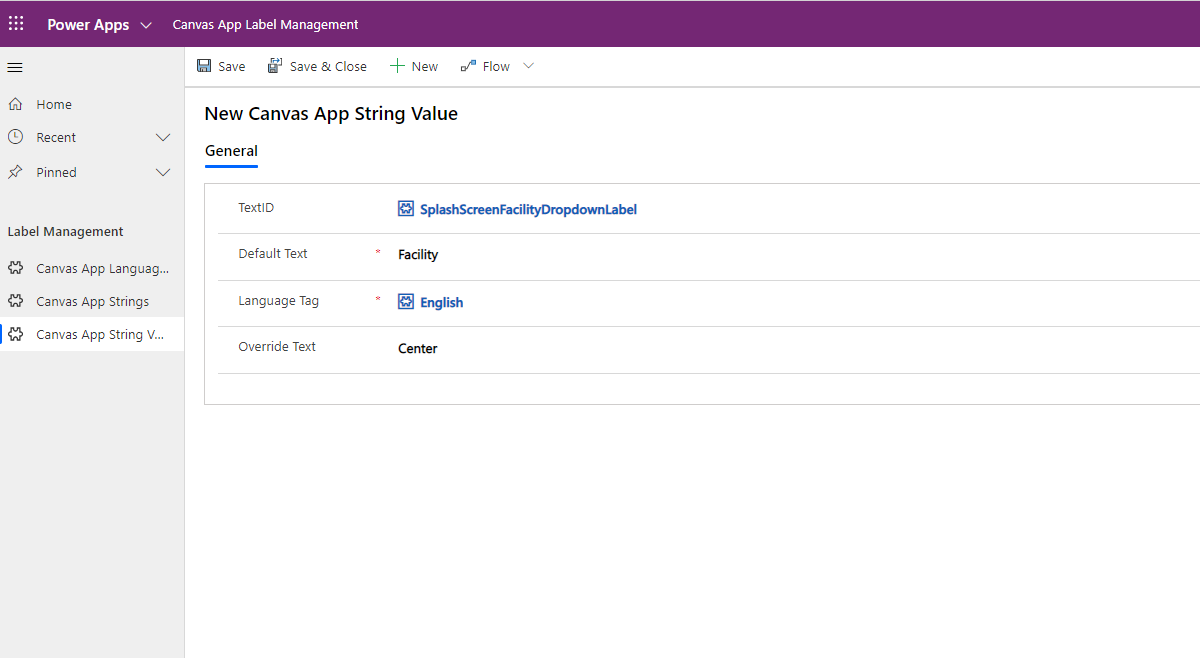 Power Apps Canvas App Label Management
Save Save & Close New Flow
Home
Recent
Pinned
Label Management
Canvas App Languag...
Canvas App Strings
Canvas App String V...
New Canvas App String Value
General
TextID SplashScreenFacilityDropdownLabel
Default Text * Facility
Language Tag * English
Override Text Center